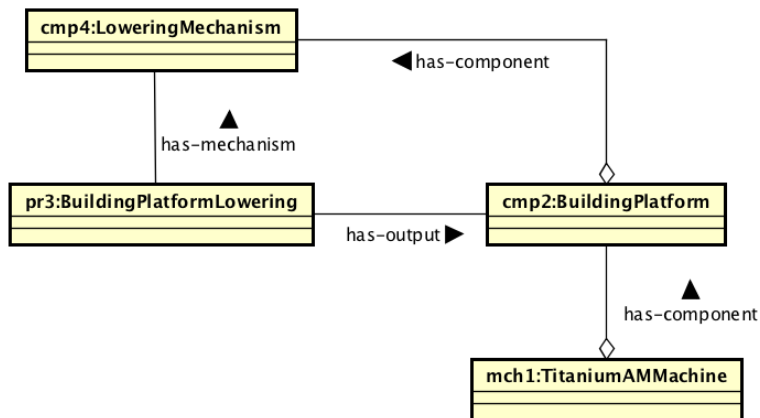 cmp4:LoweringMechanism
has-component
has-mechanism
pr3:BuildingPlatformLowering
cmp2:BuildingPlatform
has-output
has-component
mch1:TitaniumAMMachine